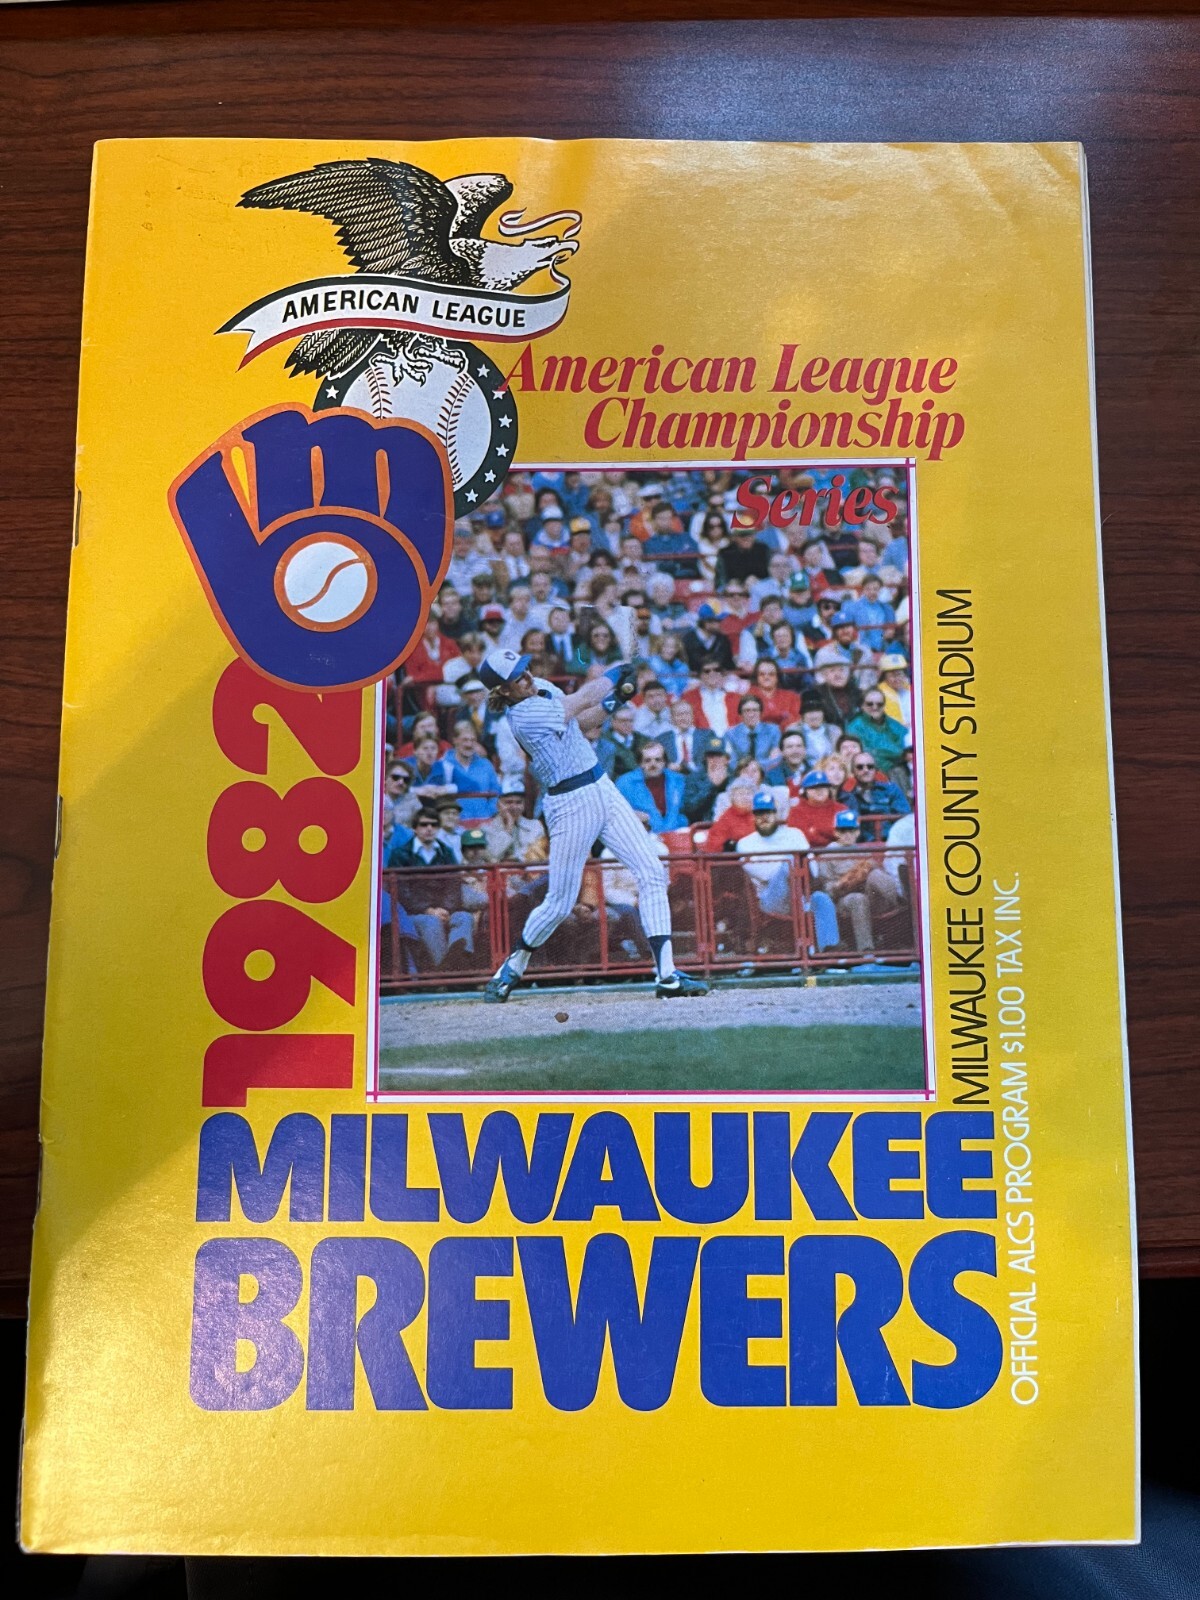 AMERICAN LEAGUE
American League
Championship
Series
mb
1982
MILWAUKEE COUNTY STADIUM
OFFICIAL ALCS PROGRAM $1.00 TAX INC.
MILWAUKEE
BREWERS